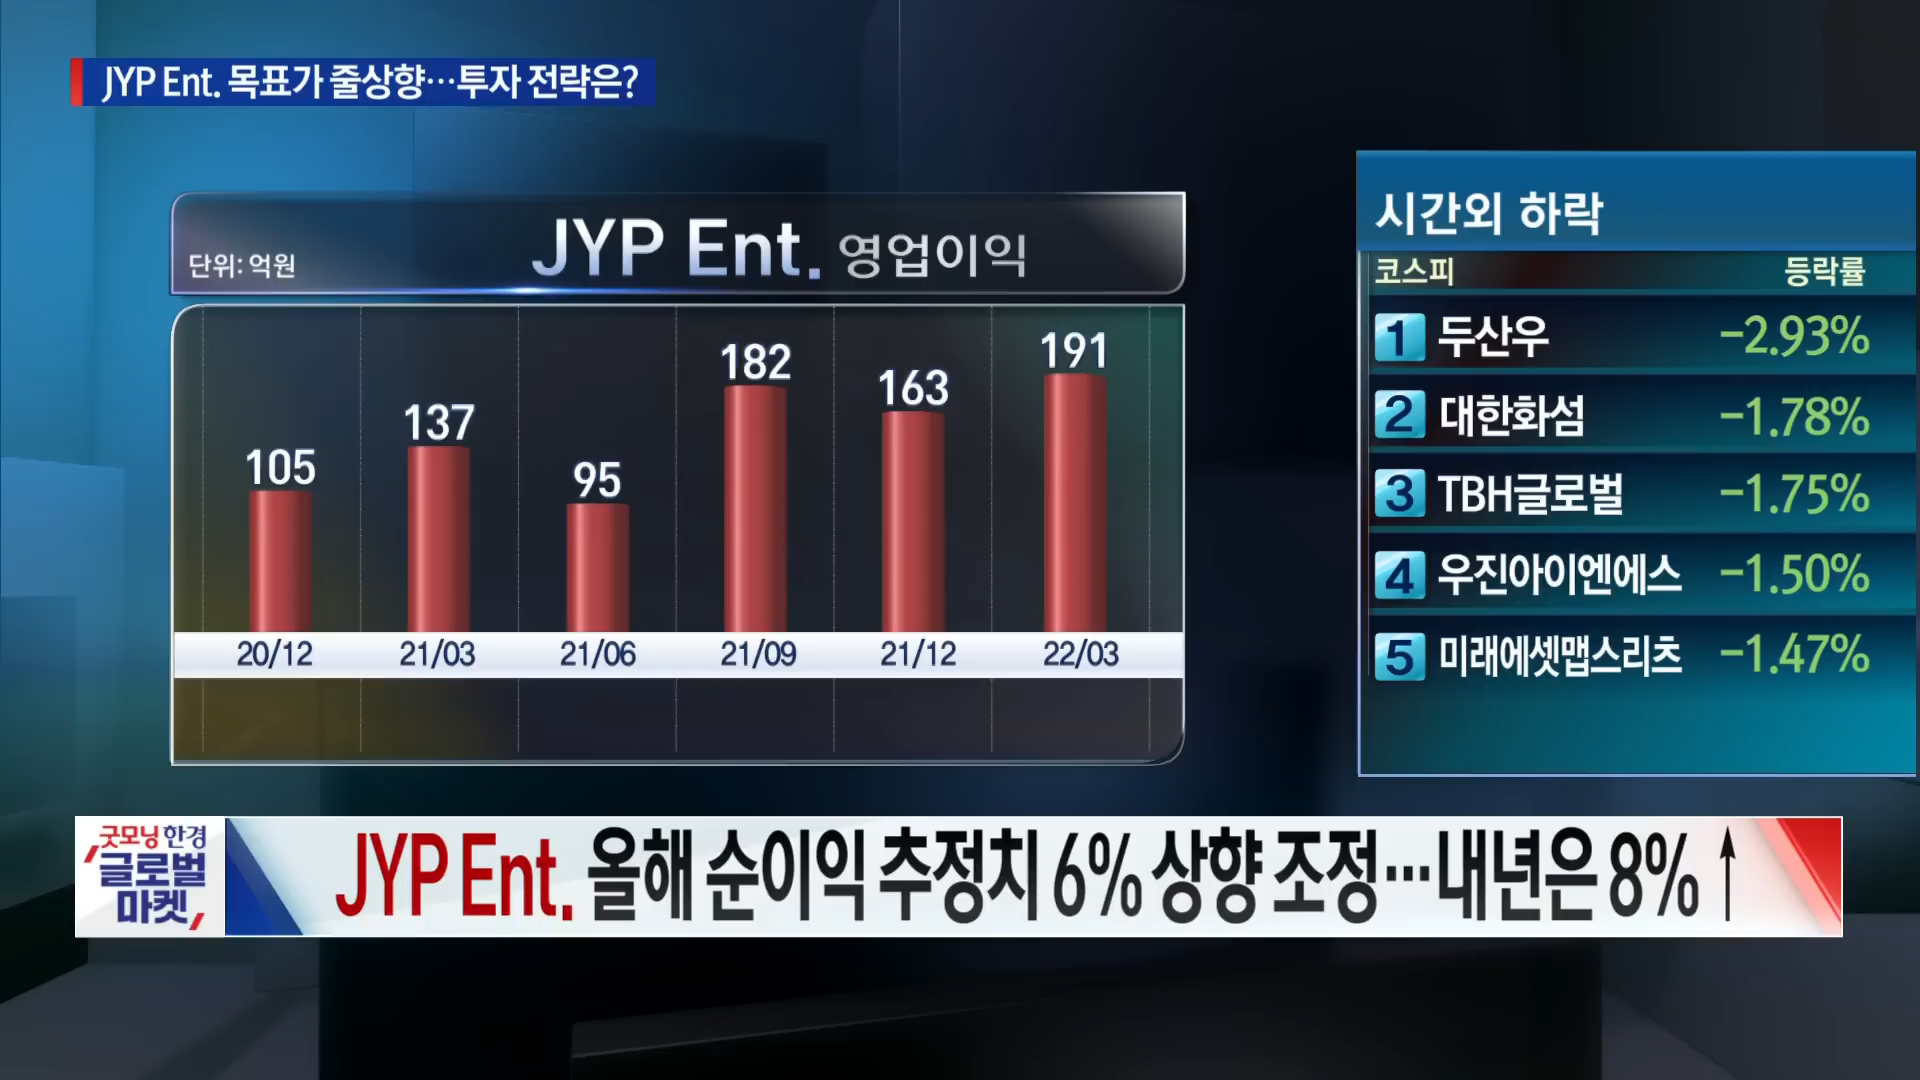 JYP Ent. 목표가 줄상향…투자 전략은?
단위: 억원
JYP Ent. 영업이익
105
137
95
182
163
191
20/12
21/03
21/06
21/09
21/12
22/03
시간외 하락
코스피 등락률
1 두산우 -2.93%
2 대한화섬 -1.78%
3 TBH글로벌 -1.75%
4 우진아이엔에스 -1.50%
5 미래에셋맵스리츠 -1.47%
굿모닝 한경
글로벌
마켓
JYP Ent. 올해 순이익 추정치 6% 상향 조정…내년은 8%↑